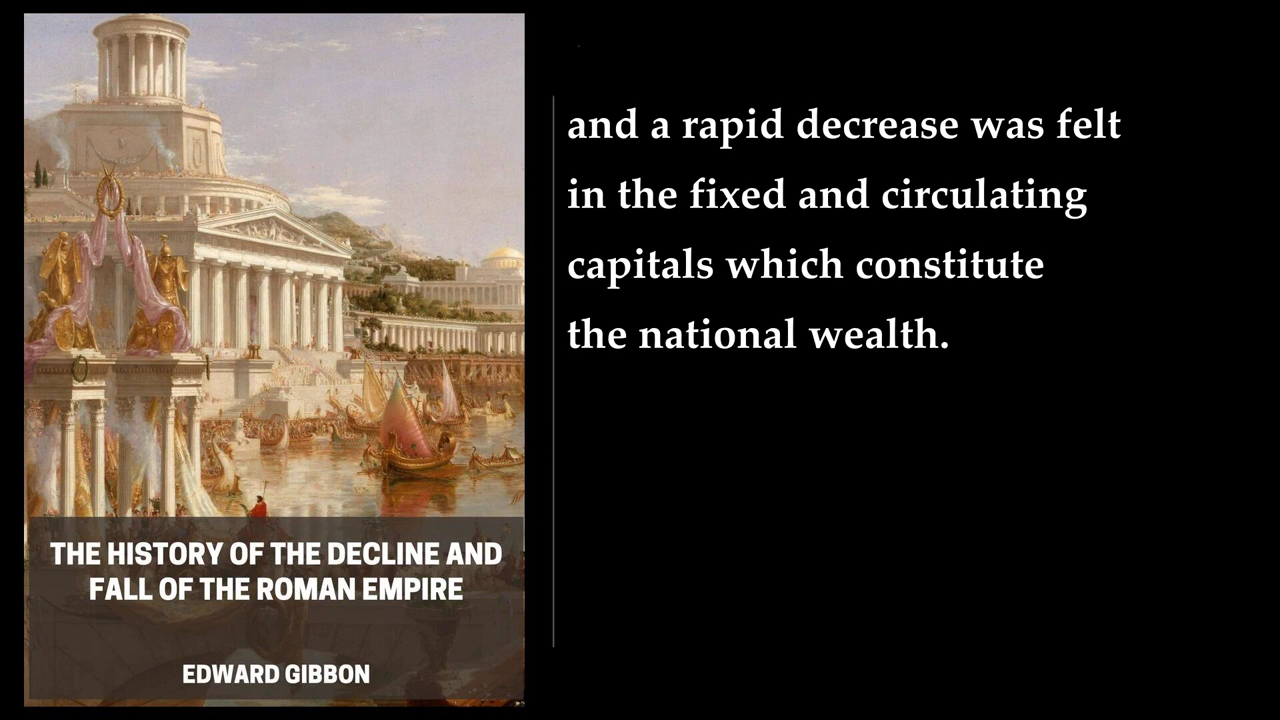 and a rapid decrease was felt
in the fixed and circulating
capitals which constitute
the national wealth.
THE HISTORY OF THE DECLINE AND
FALL OF THE ROMAN EMPIRE
EDWARD GIBBON